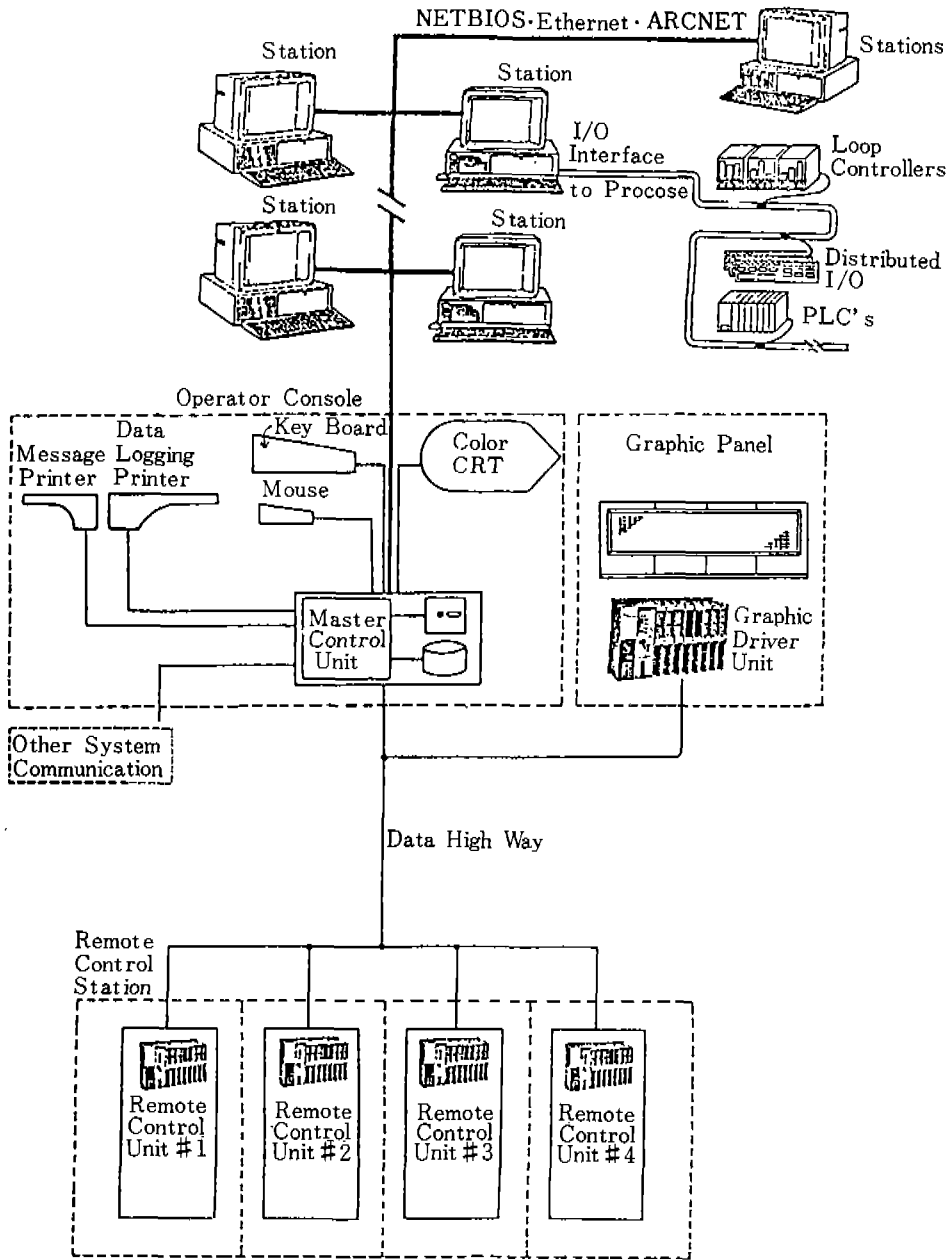 NETBIOS·Ethernet·ARCNET
Station
Station
Stations
I/O
Interface
to Procose
Loop
Controllers
Station
Station
Distributed
I/O
PLC's
Operator Console
Key Board
Data
Logging
Printer
Message
Printer
Mouse
Color
CRT
Graphic Panel
Master
Control
Unit
Graphic
Driver
Unit
Other System
Communication
Data High Way
Remote
Control
Station
Remote
Control
Unit #1
Remote
Control
Unit #2
Remote
Control
Unit #3
Remote
Control
Unit #4